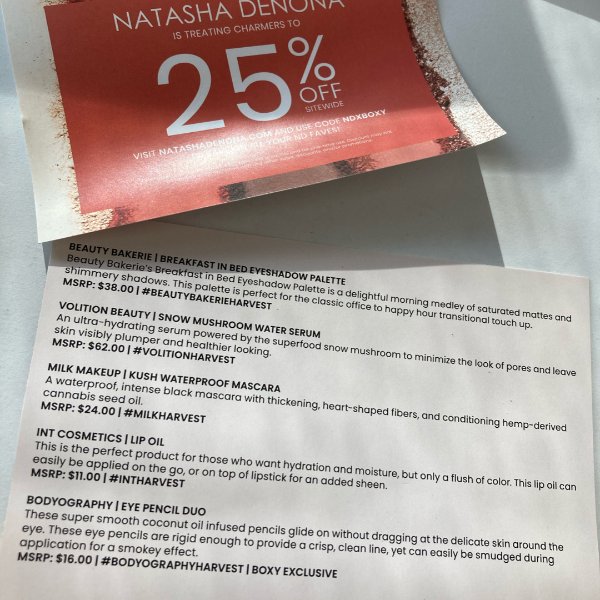 NATASHA DENONA
IS TREATING CHARMERS TO
25% OFF
SITEWIDE
VISIT NATASHADENONA.COM AND USE CODE NDXBOXY
YOUR ND FAVES!
BEAUTY BAKERIE | BREAKFAST IN BED EYESHADOW PALETTE
Beauty Bakerie's Breakfast in Bed Eyeshadow Palette is a delightful morning medley of saturated mattes and
shimmery shadows. This palette is perfect for the classic office to happy hour transitional touch up.
MSRP: $38.00 | #BEAUTYBAKERIEHARVEST
VOLITION BEAUTY | SNOW MUSHROOM WATER SERUM
An ultra-hydrating serum powered by the superfood snow mushroom to minimize the look of pores and leave
skin visibly plumper and healthier looking.
MSRP: $62.00 | #VOLITIONHARVEST
MILK MAKEUP | KUSH WATERPROOF MASCARA
A waterproof, intense black mascara with thickening, heart-shaped fibers, and conditioning hemp-derived
cannabis seed oil.
MSRP: $24.00 | #MILKHARVEST
INT COSMETICS | LIP OIL
This is the perfect product for those who want hydration and moisture, but only a flush of color. This lip oil can
easily be applied on the go, or on top of lipstick for an added sheen.
MSRP: $11.00 | #INTHARVEST
BODYOGRAPHY | EYE PENCIL DUO
These super smooth coconut oil infused pencils glide on without dragging at the delicate skin around the
eye. These eye pencils are rigid enough to provide a crisp, clean line, yet can easily be smudged during
application for a smokey effect.
MSRP: $16.00 | #BODYOGRAPHYHARVEST | BOXY EXCLUSIVE